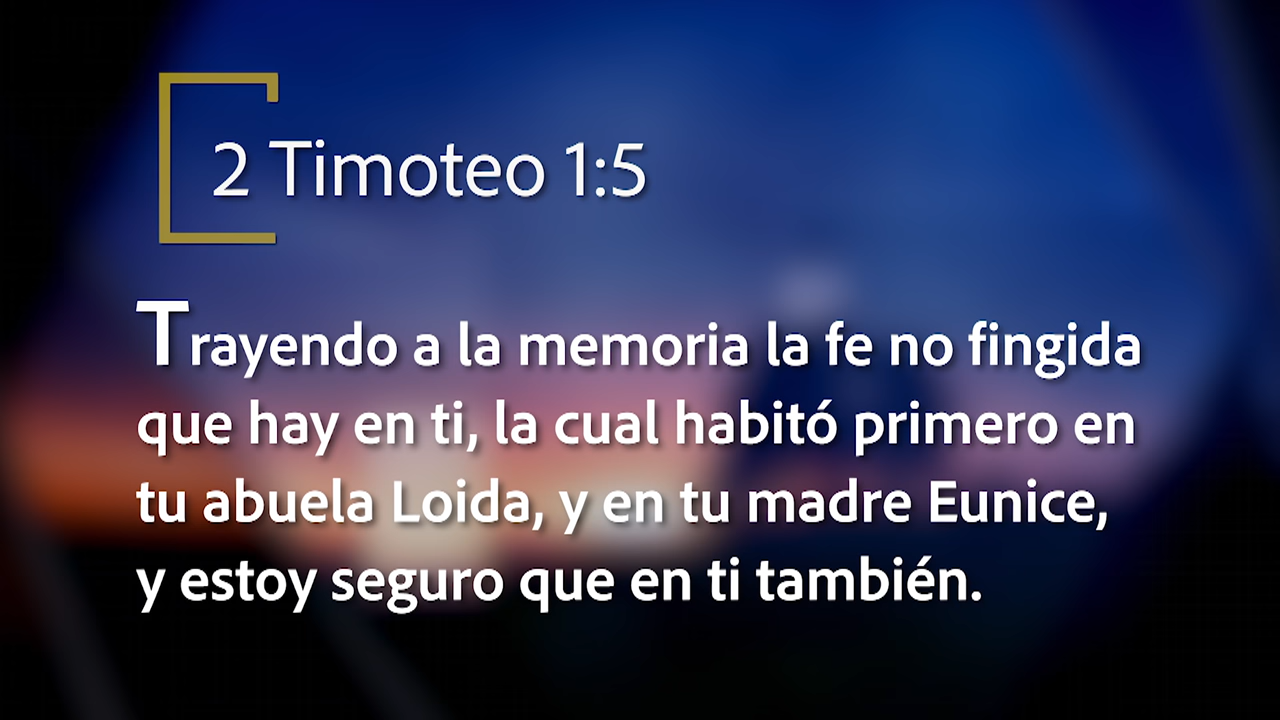 2 Timoteo 1:5
Trayendo a la memoria la fe no fingida
que hay en ti, la cual habitó primero en
tu abuela Loida, y en tu madre Eunice,
y estoy seguro que en ti también.